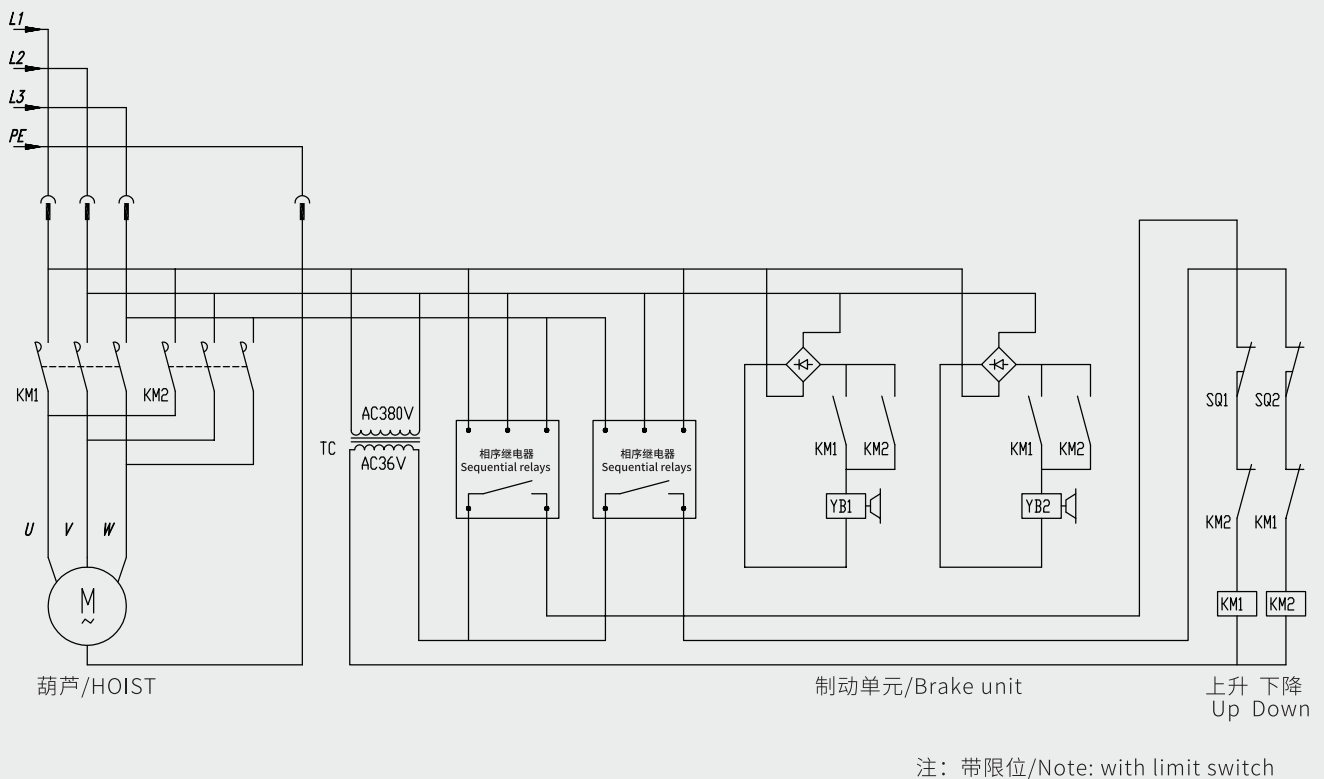 L1
L2
L3
PE
KM1
KM2
TC
AC380V
AC36V
相序继电器
Sequential relays
相序继电器
Sequential relays
KM1
KM2
YB1
KM1
KM2
YB2
SQ1
SQ2
KM2
KM1
KM1
KM2
U
V
W
M
~
葫芦/HOIST
制动单元/Brake unit
上升 下降
Up Down
注：带限位/Note: with limit switch